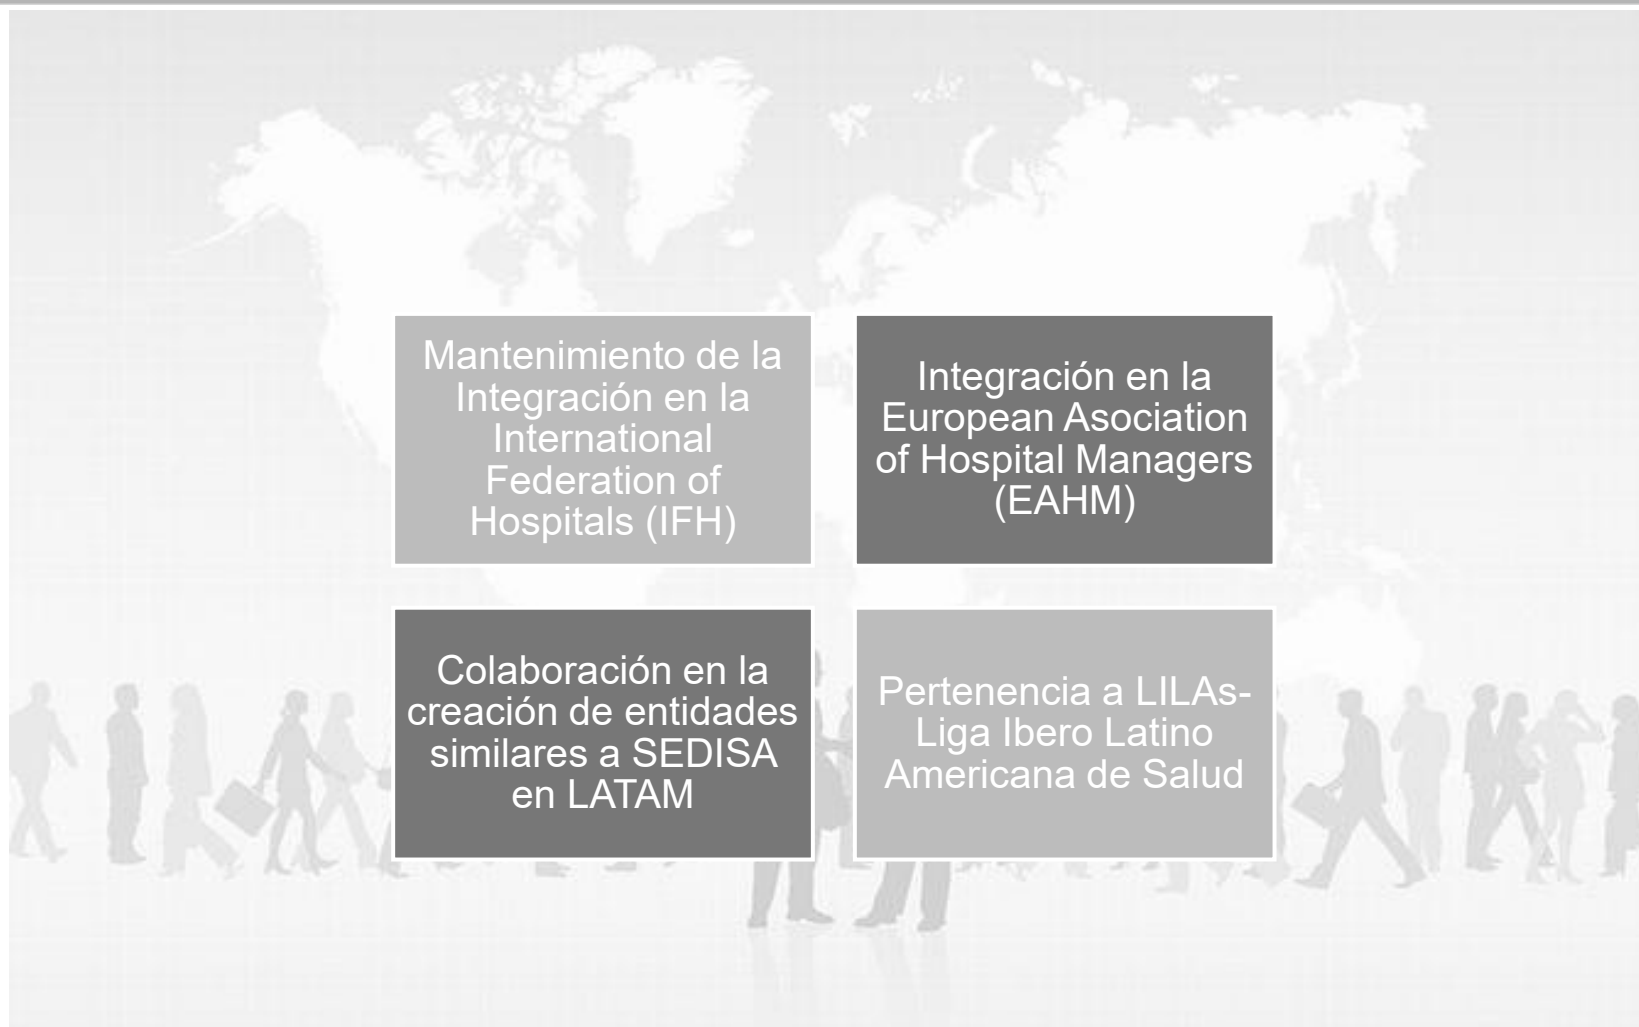 Mantenimiento de la
Integración en la
International
Federation of
Hospitals (IFH)
Integración en la
European Asociation
of Hospital Managers
(EAHM)
Colaboración en la
creación de entidades
similares a SEDISA
en LATAM
Pertenencia a LILAs-
Liga Ibero Latino
Americana de Salud